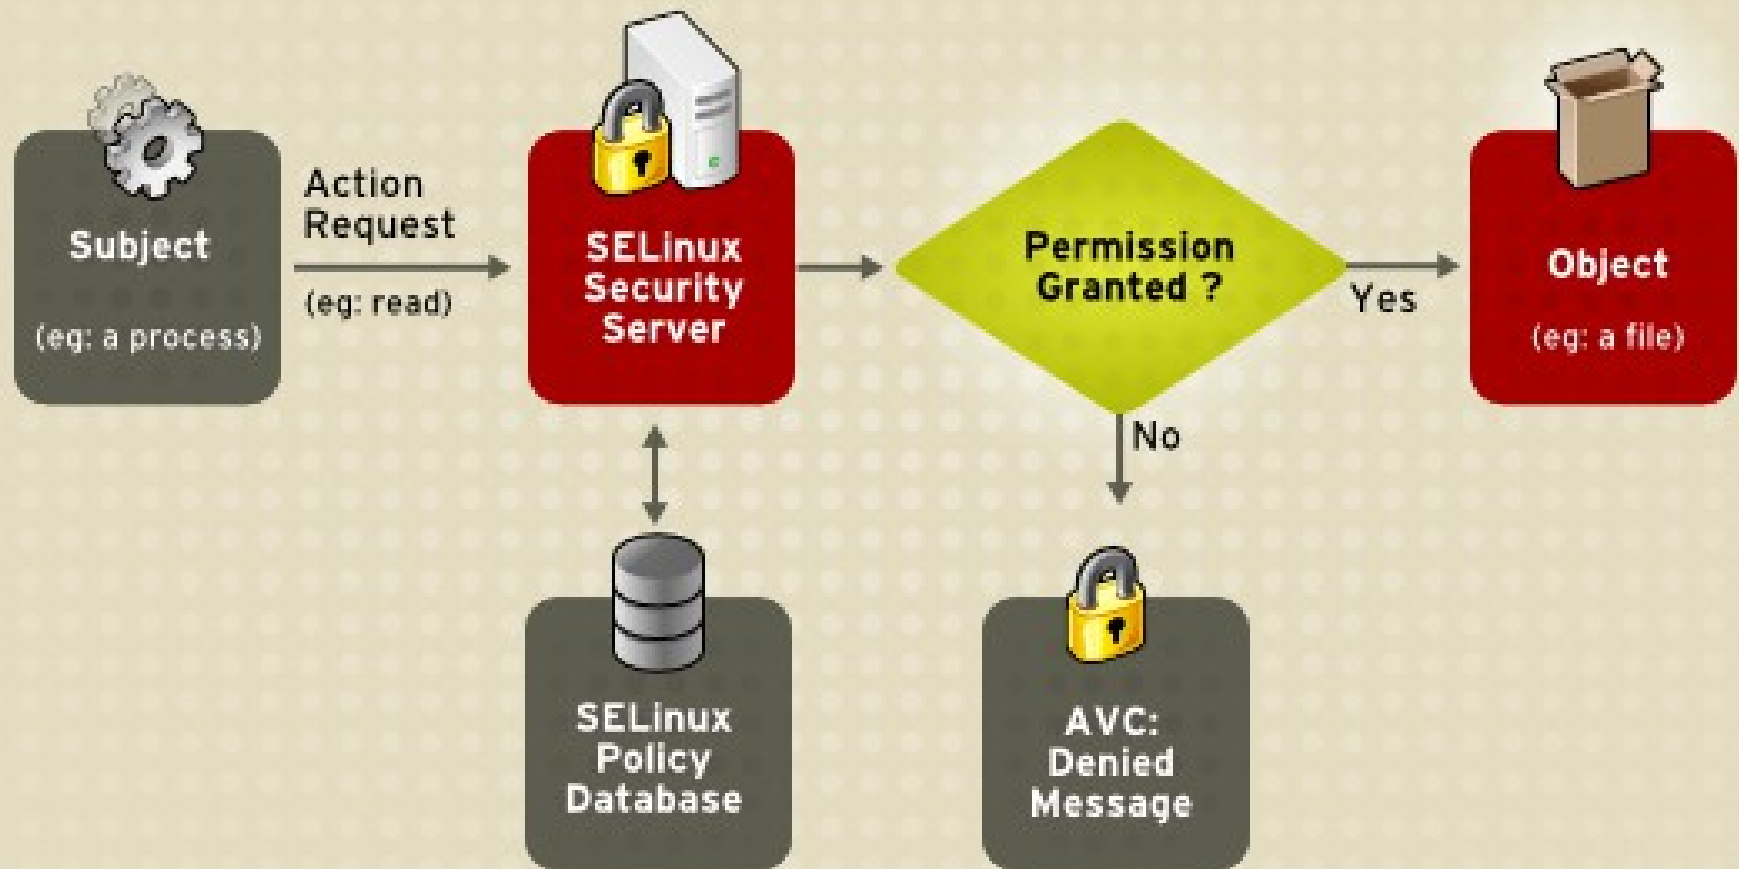 Subject
(eg: a process)
Action
Request
(eg: read)
SELinux
Security
Server
Permission
Granted ?
Yes
Object
(eg: a file)
No
SELinux
Policy
Database
AVC:
Denied
Message